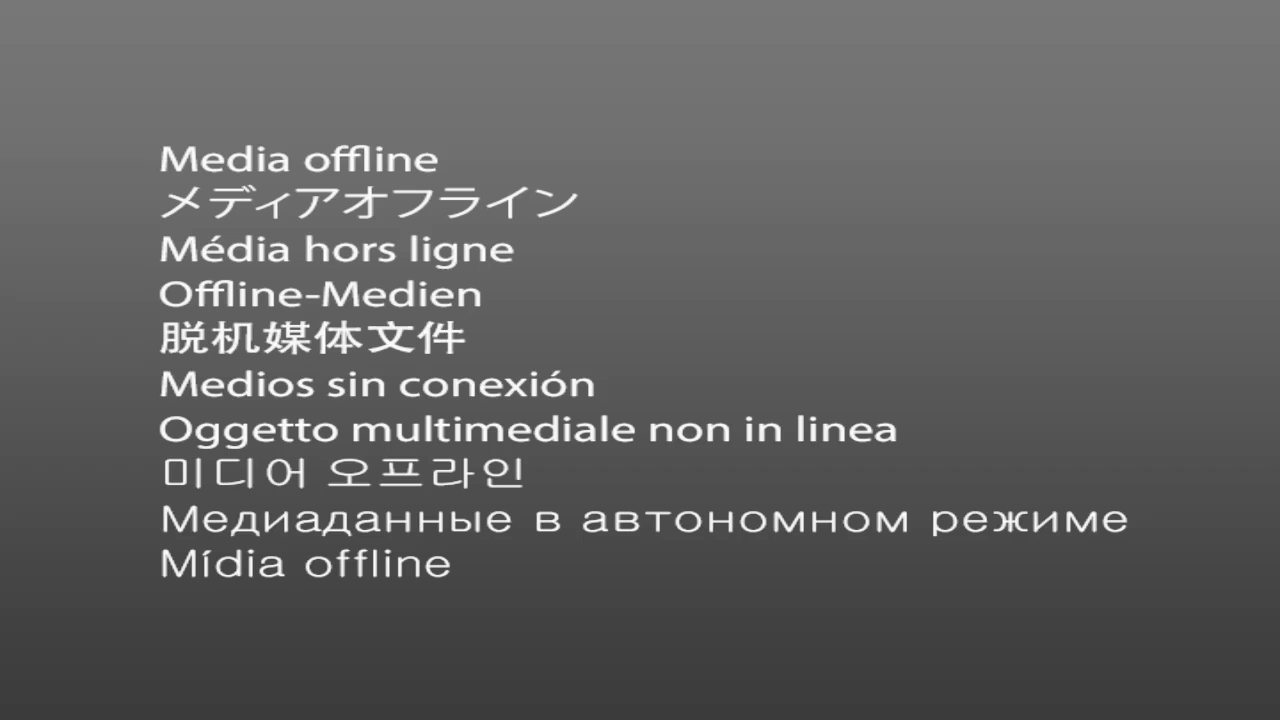 Media offline
メディアオフライン
Média hors ligne
Offline-Medien
脱机媒体文件
Medios sin conexión
Oggetto multimediale non in linea
미디어 오프라인
Медиаданные в автономном режиме
Mídia offline